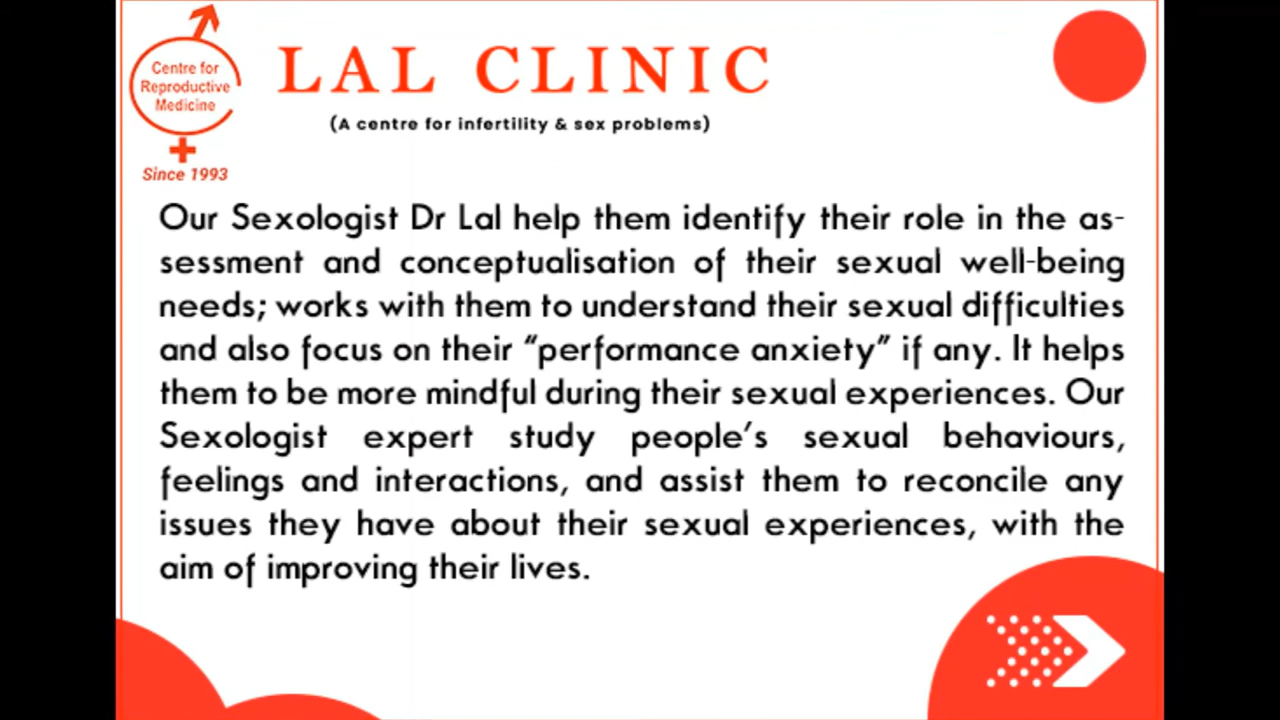 Centre for
Reproductive
Medicine
Since 1993
LAL CLINIC
(A centre for infertility & sex problems)
Our Sexologist Dr Lal help them identify their role in the as-
sessment and conceptualisation of their sexual well-being
needs; works with them to understand their sexual difficulties
and also focus on their “performance anxiety” if any. It helps
them to be more mindful during their sexual experiences. Our
Sexologist expert study people’s sexual behaviours,
feelings and interactions, and assist them to reconcile any
issues they have about their sexual experiences, with the
aim of improving their lives.